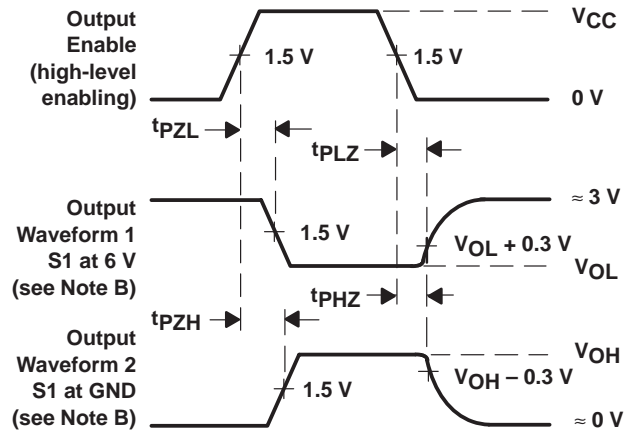 Output
Enable
(high-level
enabling)
1.5 V
1.5 V
VCC
0 V
tPZL
tPLZ
Output
Waveform 1
S1 at 6 V
(see Note B)
1.5 V
≈ 3 V
VOL + 0.3 V
VOL
tPZH
tPHZ
Output
Waveform 2
S1 at GND
(see Note B)
1.5 V
VOH
VOH – 0.3 V
≈ 0 V